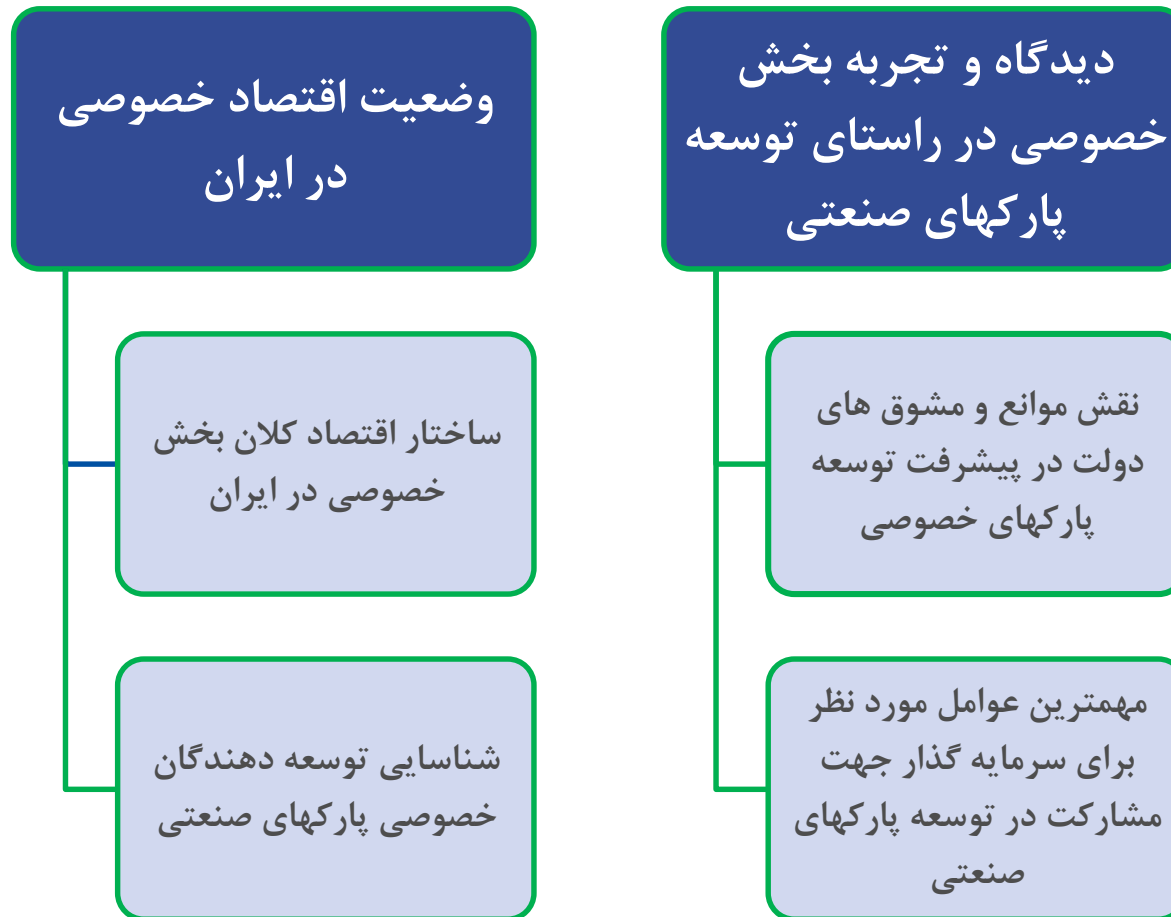 دیدگاه و تجربه بخش
خصوصی در راستای توسعه
پارکهای صنعتی
نقش موانع و مشوق های
دولت در پیشرفت توسعه
پارکهای خصوصی
مهمترین عوامل مورد نظر
برای سرمایه گذار جهت
مشارکت در توسعه پارکهای
صنعتی
وضعیت اقتصاد خصوصی
در ایران
ساختار اقتصاد کلان بخش
خصوصی در ایران
شناسایی توسعه دهندگان
خصوصی پارکهای صنعتی